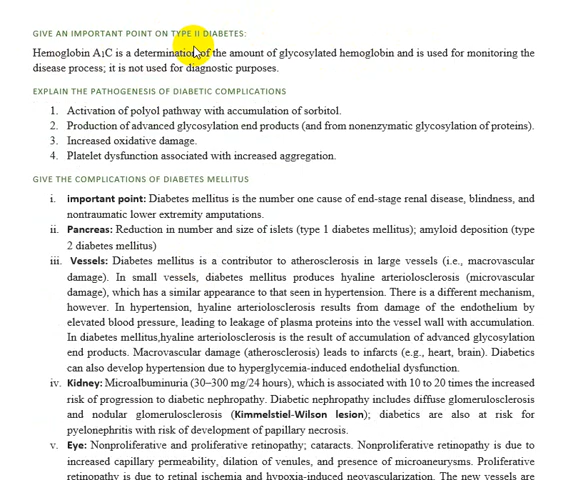 GIVE AN IMPORTANT POINT ON TYPE II DIABETES:
Hemoglobin A1C is a determination of the amount of glycosylated hemoglobin and is used for monitoring the
disease process; it is not used for diagnostic purposes.
EXPLAIN THE PATHOGENESIS OF DIABETIC COMPLICATIONS
1. Activation of polyol pathway with accumulation of sorbitol.
2. Production of advanced glycosylation end products (and from nonenzymatic glycosylation of proteins).
3. Increased oxidative damage.
4. Platelet dysfunction associated with increased aggregation.
GIVE THE COMPLICATIONS OF DIABETES MELLITUS
i. important point: Diabetes mellitus is the number one cause of end-stage renal disease, blindness, and
nontraumatic lower extremity amputations.
ii. Pancreas: Reduction in number and size of islets (type 1 diabetes mellitus); amyloid deposition (type
2 diabetes mellitus)
iii. Vessels: Diabetes mellitus is a contributor to atherosclerosis in large vessels (i.e., macrovascular
damage). In small vessels, diabetes mellitus produces hyaline arteriolosclerosis (microvascular
damage), which has a similar appearance to that seen in hypertension. There is a different mechanism,
however. In hypertension, hyaline arteriolosclerosis results from damage of the endothelium by
elevated blood pressure, leading to leakage of plasma proteins into the vessel wall with accumulation.
In diabetes mellitus,hyaline arteriolosclerosis is the result of accumulation of advanced glycosylation
end products. Macrovascular damage (atherosclerosis) leads to infarcts (e.g., heart, brain). Diabetics
can also develop hypertension due to hyperglycemia-induced endothelial dysfunction.
iv. Kidney: Microalbuminuria (30–300 mg/24 hours), which is associated with 10 to 20 times the increased
risk of progression to diabetic nephropathy. Diabetic nephropathy includes diffuse glomerulosclerosis
and nodular glomerulosclerosis (Kimmelstiel-Wilson lesion); diabetics are also at risk for
pyelonephritis with risk of development of papillary necrosis.
v. Eye: Nonproliferative and proliferative retinopathy; cataracts. Nonproliferative retinopathy is due to
increased capillary permeability, dilation of venules, and presence of microaneurysms. Proliferative
retinopathy is due to retinal ischemia and hypoxia-induced neovascularization. The new vessels are